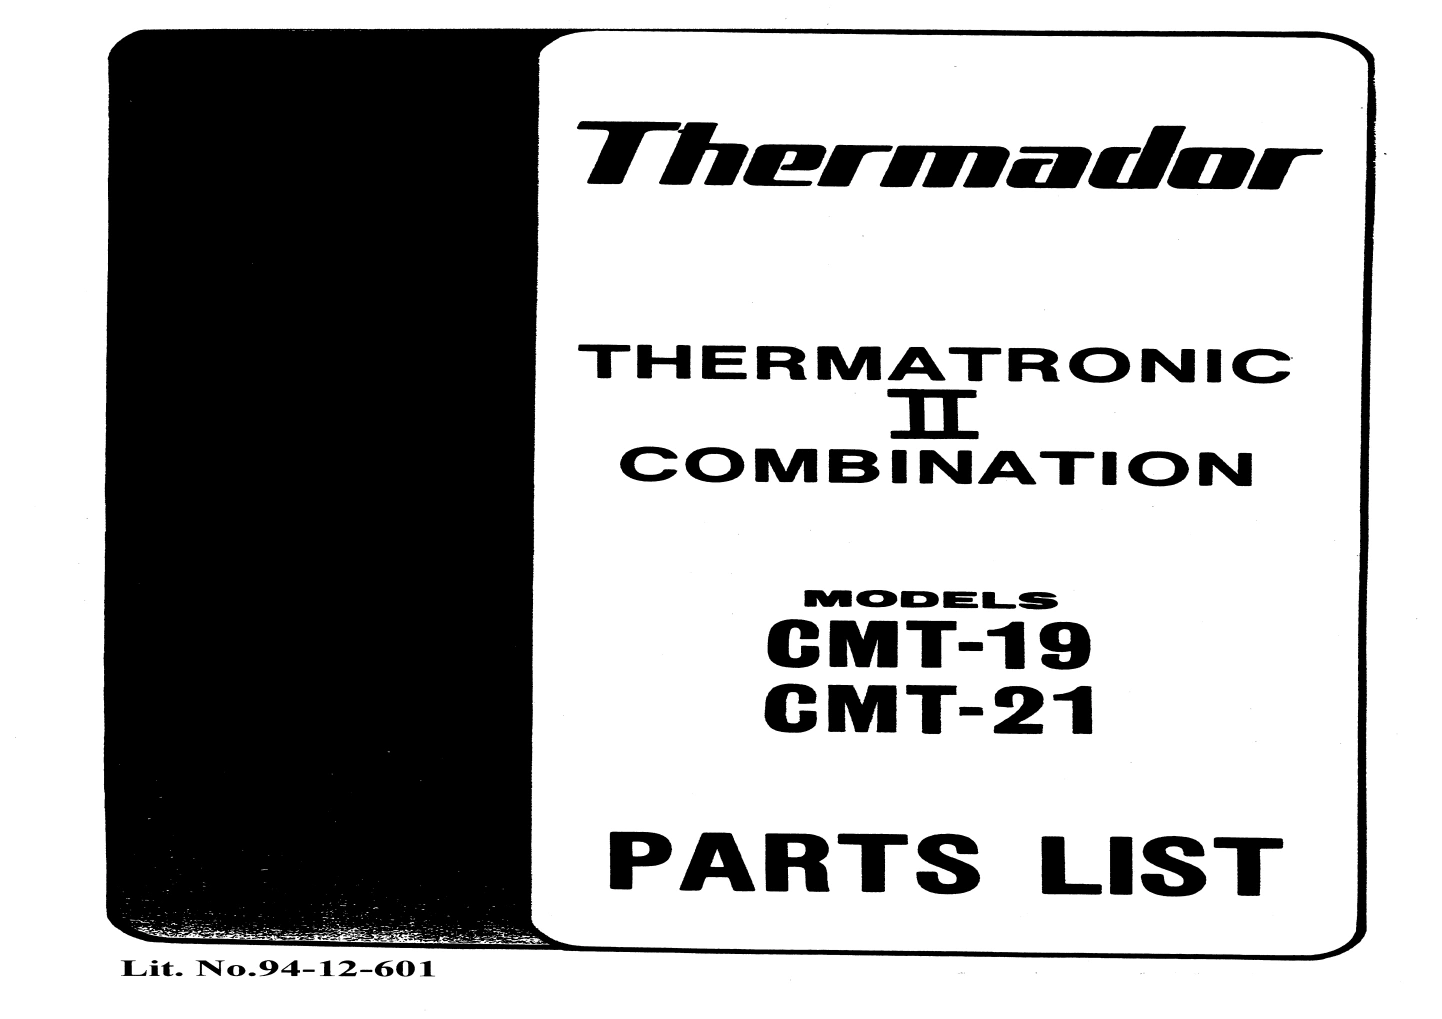 Thermador
THERMATRONIC
II
COMBINATION
MODELS
CMT-19
CMT-21
PARTS LIST
Lit. No.94-12-601